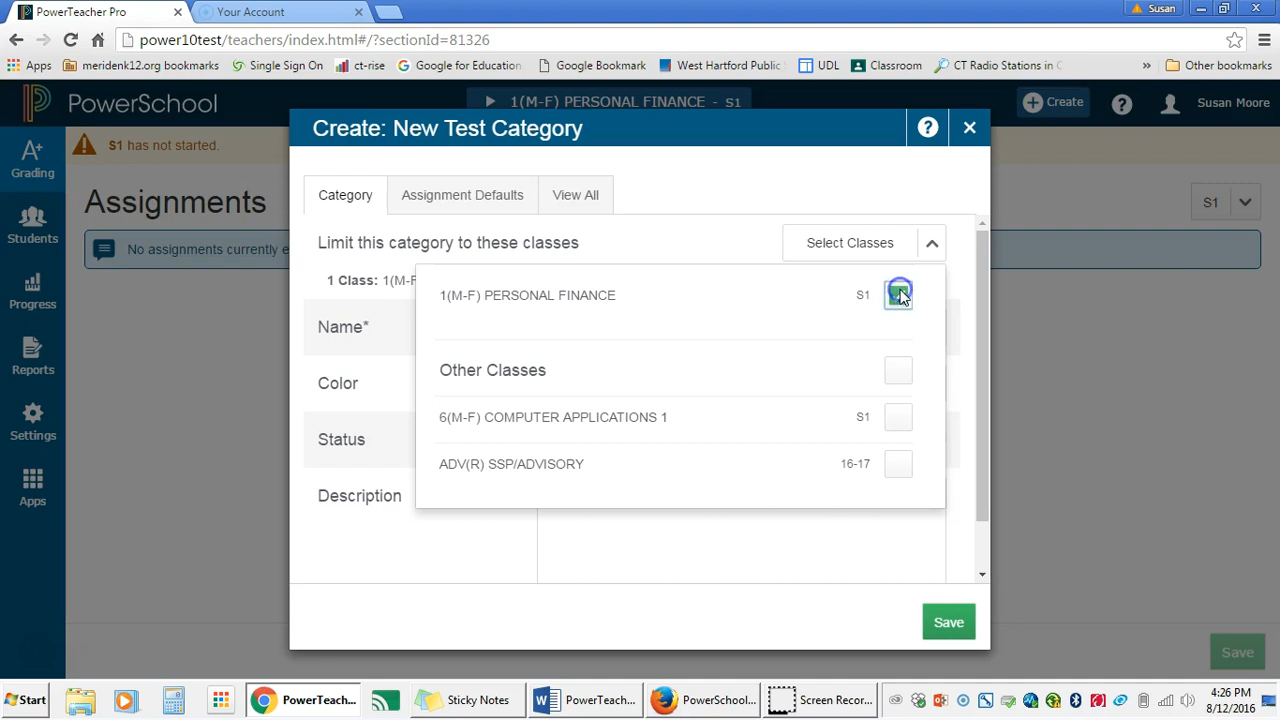 PowerTeacher Pro
Your Account
Susan
power10test/teachers/index.html#/?sectionId=81326
Apps
meridenk12.org bookmarks
Single Sign On
ct-rise
Google for Education
Google Bookmark
West Hartford Public
UDL
Classroom
CT Radio Stations in C
»
Other bookmarks
PowerSchool
1(M-F) PERSONAL FINANCE - S1
Create
Susan Moore
S1 has not started.
Grading
Students
Progress
Reports
Settings
Apps
Assignments
S1
No assignments currently e
Create: New Test Category
Category
Assignment Defaults
View All
Limit this category to these classes
Select Classes
1 Class: 1(M-F
1(M-F) PERSONAL FINANCE S1
Name*
Other Classes
Color
6(M-F) COMPUTER APPLICATIONS 1 S1
Status
ADV(R) SSP/ADVISORY 16-17
Description
Save
Save
Start
PowerTeach...
Sticky Notes...
PowerTeac...
PowerSchool...
Screen Recor...
4:26 PM
8/12/2016